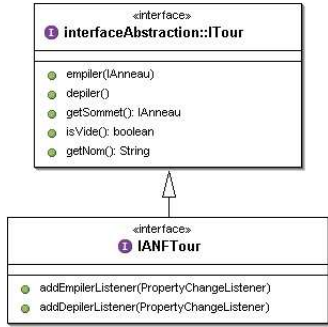 «interface»
I interfaceAbstraction::ITour
empiler(IAnneau)
depiler()
getSommet(): IAnneau
isVide(): boolean
getNom(): String
«interface»
I IANFTour
addEmpilerListener(PropertyChangeListener)
addDepilerListener(PropertyChangeListener)